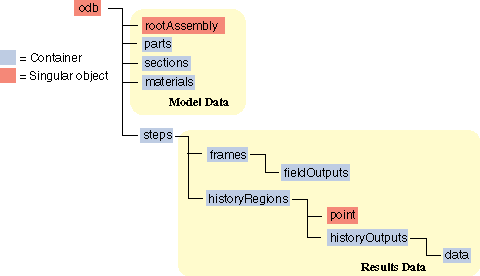 odb
rootAssembly
parts
= Container
sections
= Singular object
materials
Model Data
steps
frames
fieldOutputs
historyRegions
point
historyOutputs
data
Results Data